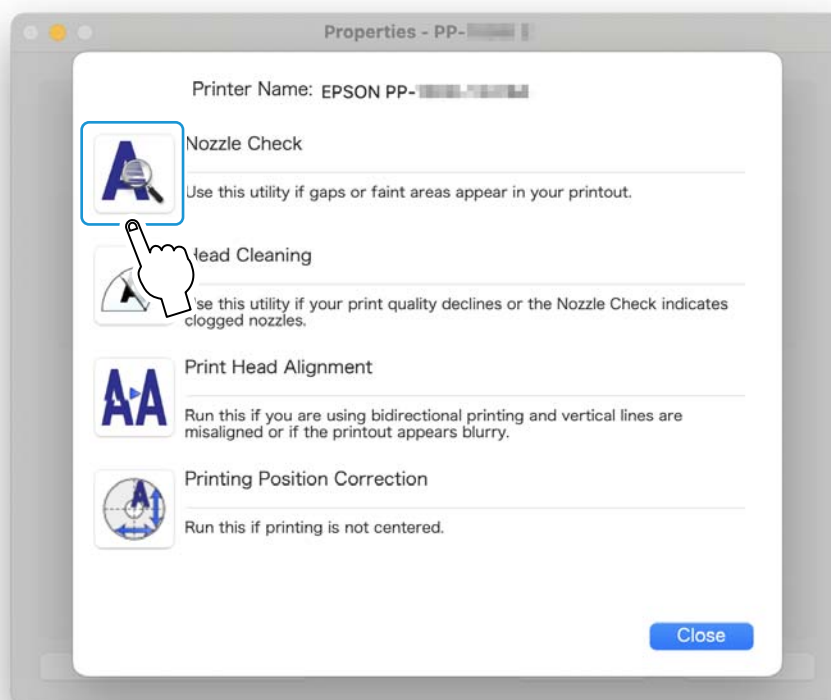 Properties - PP-
Printer Name: EPSON PP-
Nozzle Check
Use this utility if gaps or faint areas appear in your printout.
Head Cleaning
Use this utility if your print quality declines or the Nozzle Check indicates
clogged nozzles.
Print Head Alignment
Run this if you are using bidirectional printing and vertical lines are
misaligned or if the printout appears blurry.
Printing Position Correction
Run this if printing is not centered.
Close